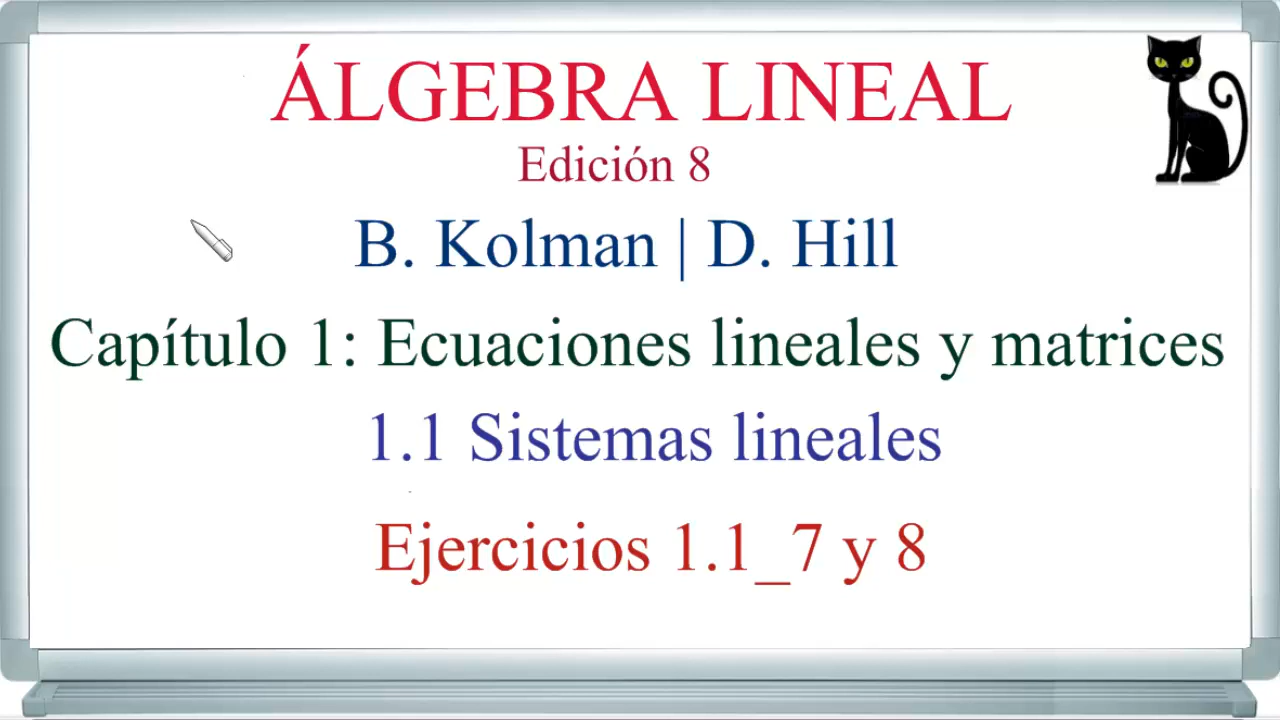 ÁLGEBRA LINEAL
Edición 8
B. Kolman | D. Hill
Capítulo 1: Ecuaciones lineales y matrices
1.1 Sistemas lineales
Ejercicios 1.1_7 y 8